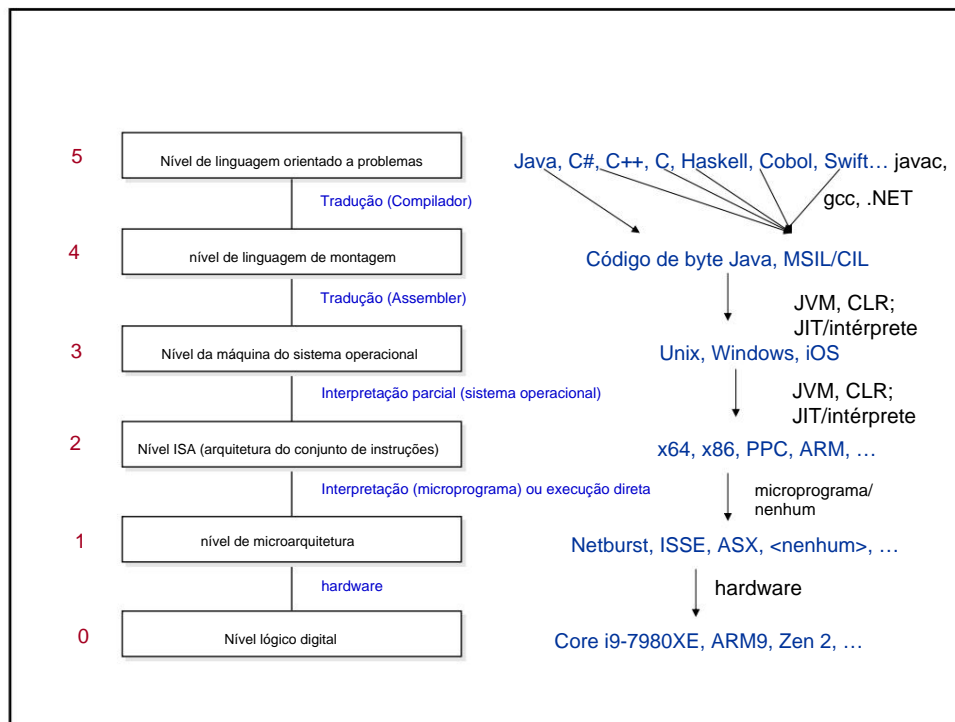 5
Nível de linguagem orientado a problemas
Java, C#, C++, C, Haskell, Cobol, Swift… javac,
gcc, .NET
Tradução (Compilador)
4
nível de linguagem de montagem
Código de byte Java, MSIL/CIL
Tradução (Assembler)
JVM, CLR;
JIT/intérprete
3
Nível da máquina do sistema operacional
Unix, Windows, iOS
Interpretação parcial (sistema operacional)
JVM, CLR;
JIT/intérprete
2
Nível ISA (arquitetura do conjunto de instruções)
x64, x86, PPC, ARM, …
Interpretação (microprograma) ou execução direta
microprograma/
nenhum
1
nível de microarquitetura
Netburst, ISSE, ASX, <nenhum>, …
hardware
hardware
0
Nível lógico digital
Core i9-7980XE, ARM9, Zen 2, …